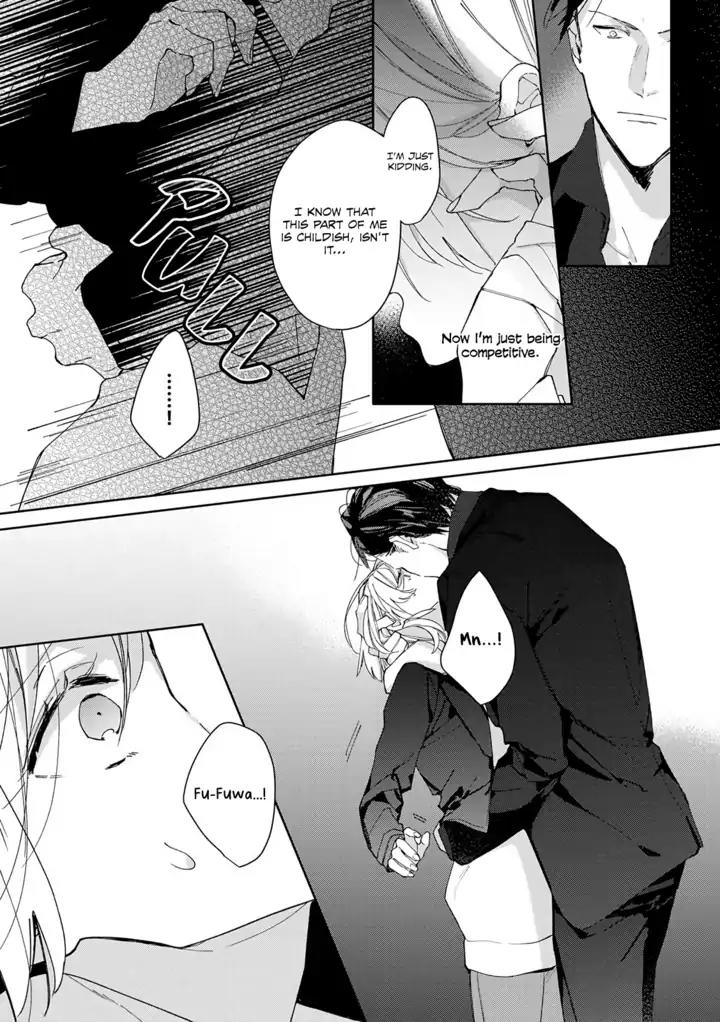 I'M JUST
KIDDING.
I KNOW THAT
THIS PART OF ME
IS CHILDISH, ISN'T
IT...
Now I'm just being
competitive.
PULL
......!
Mn...!
Fu-Fuwa...!